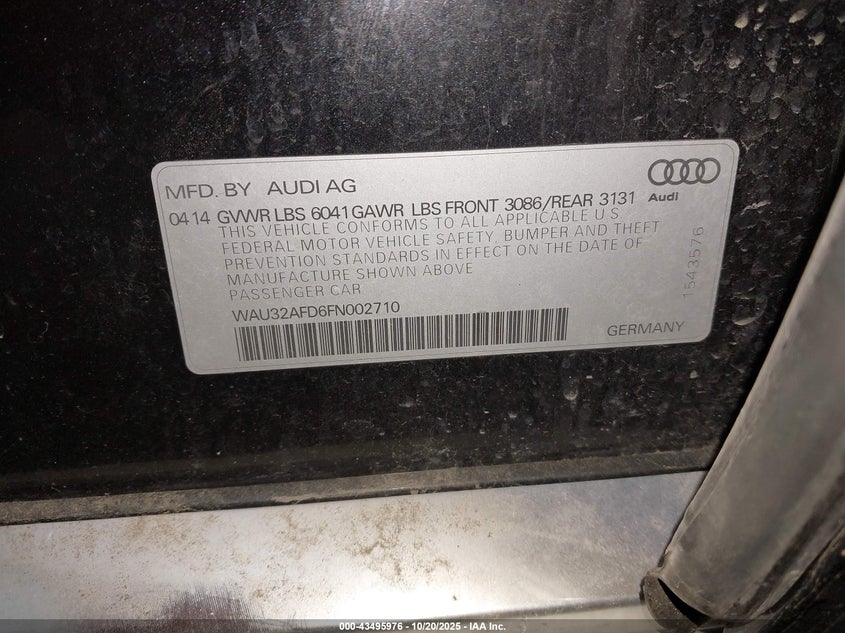 MFD. BY AUDI AG
Audi
04 14 GVWR LBS 6041 GAWR LBS FRONT 3086/REAR 3131
THIS VEHICLE CONFORMS TO ALL APPLICABLE U.S.
FEDERAL MOTOR VEHICLE SAFETY, BUMPER AND THEFT
PREVENTION STANDARDS IN EFFECT ON THE DATE OF
MANUFACTURE SHOWN ABOVE
PASSENGER CAR
1543576
WAU32AFD6FN002710
GERMANY
000-43495976 - 10/20/2025 - IAA Inc.